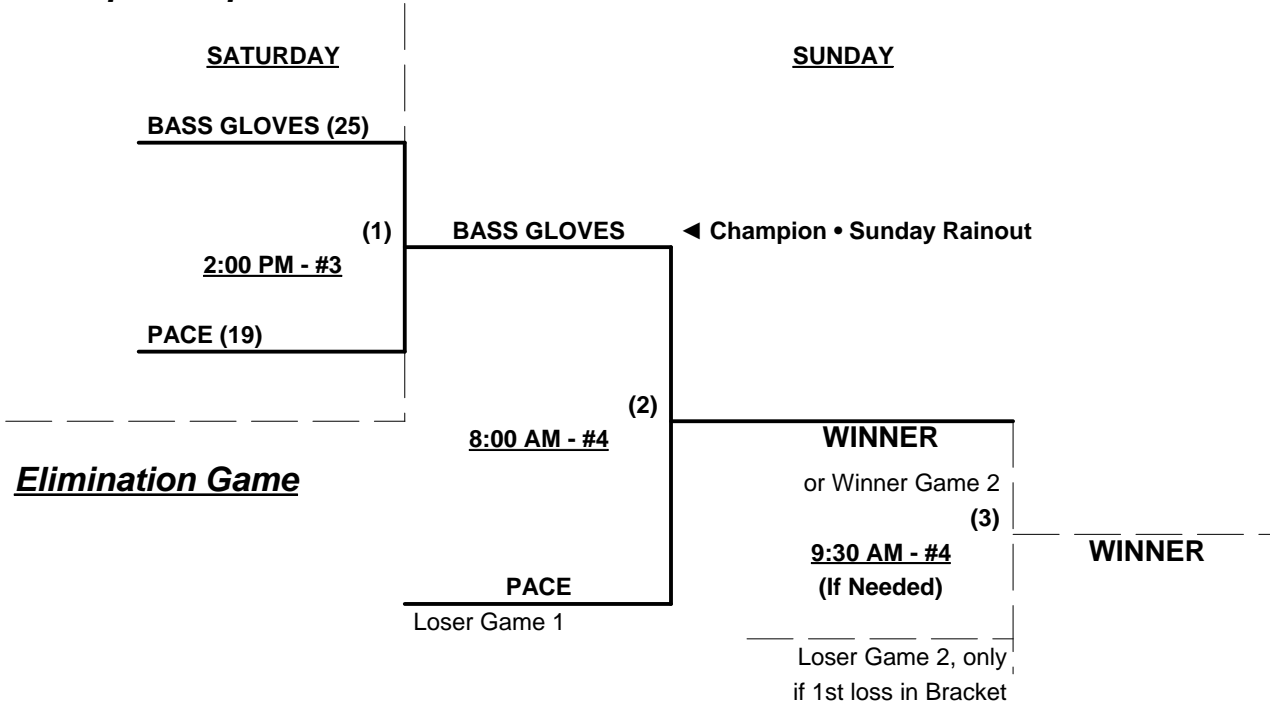 SATURDAY
SUNDAY
BASS GLOVES (25)
(1)
BASS GLOVES
◄ Champion • Sunday Rainout
2:00 PM - #3
PACE (19)
(2)
8:00 AM - #4
WINNER
Elimination Game
or Winner Game 2
(3)
9:30 AM - #4
WINNER
(If Needed)
PACE
Loser Game 1
Loser Game 2, only
if 1st loss in Bracket